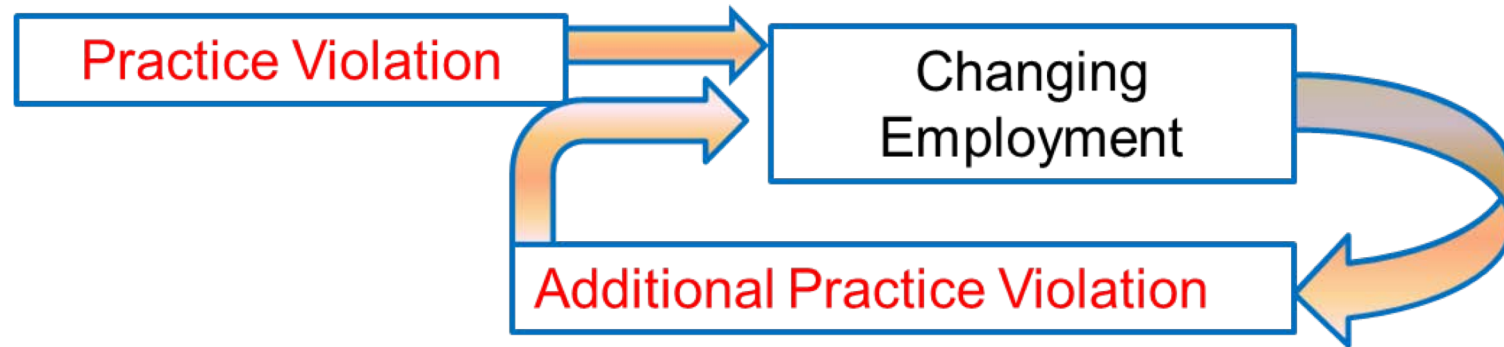 Practice Violation
Changing
Employment
Additional Practice Violation